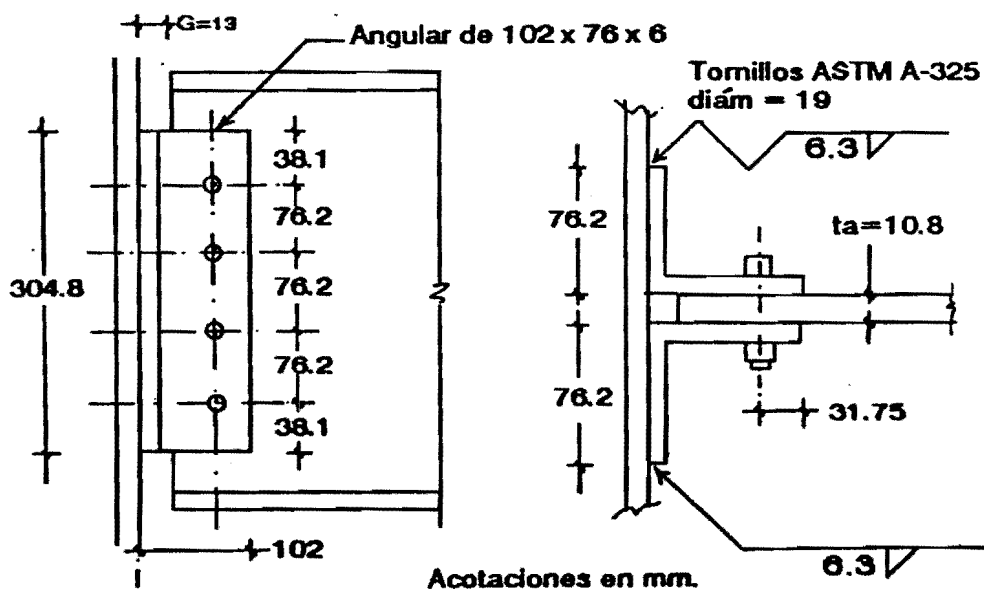 G=13
Angular de 102 x 76 x 6
38.1
76.2
76.2
76.2
38.1
304.8
102
Tornillos ASTM A-325
diám = 19
6.3
76.2
ta=10.8
76.2
31.75
6.3
Acotaciones en mm.